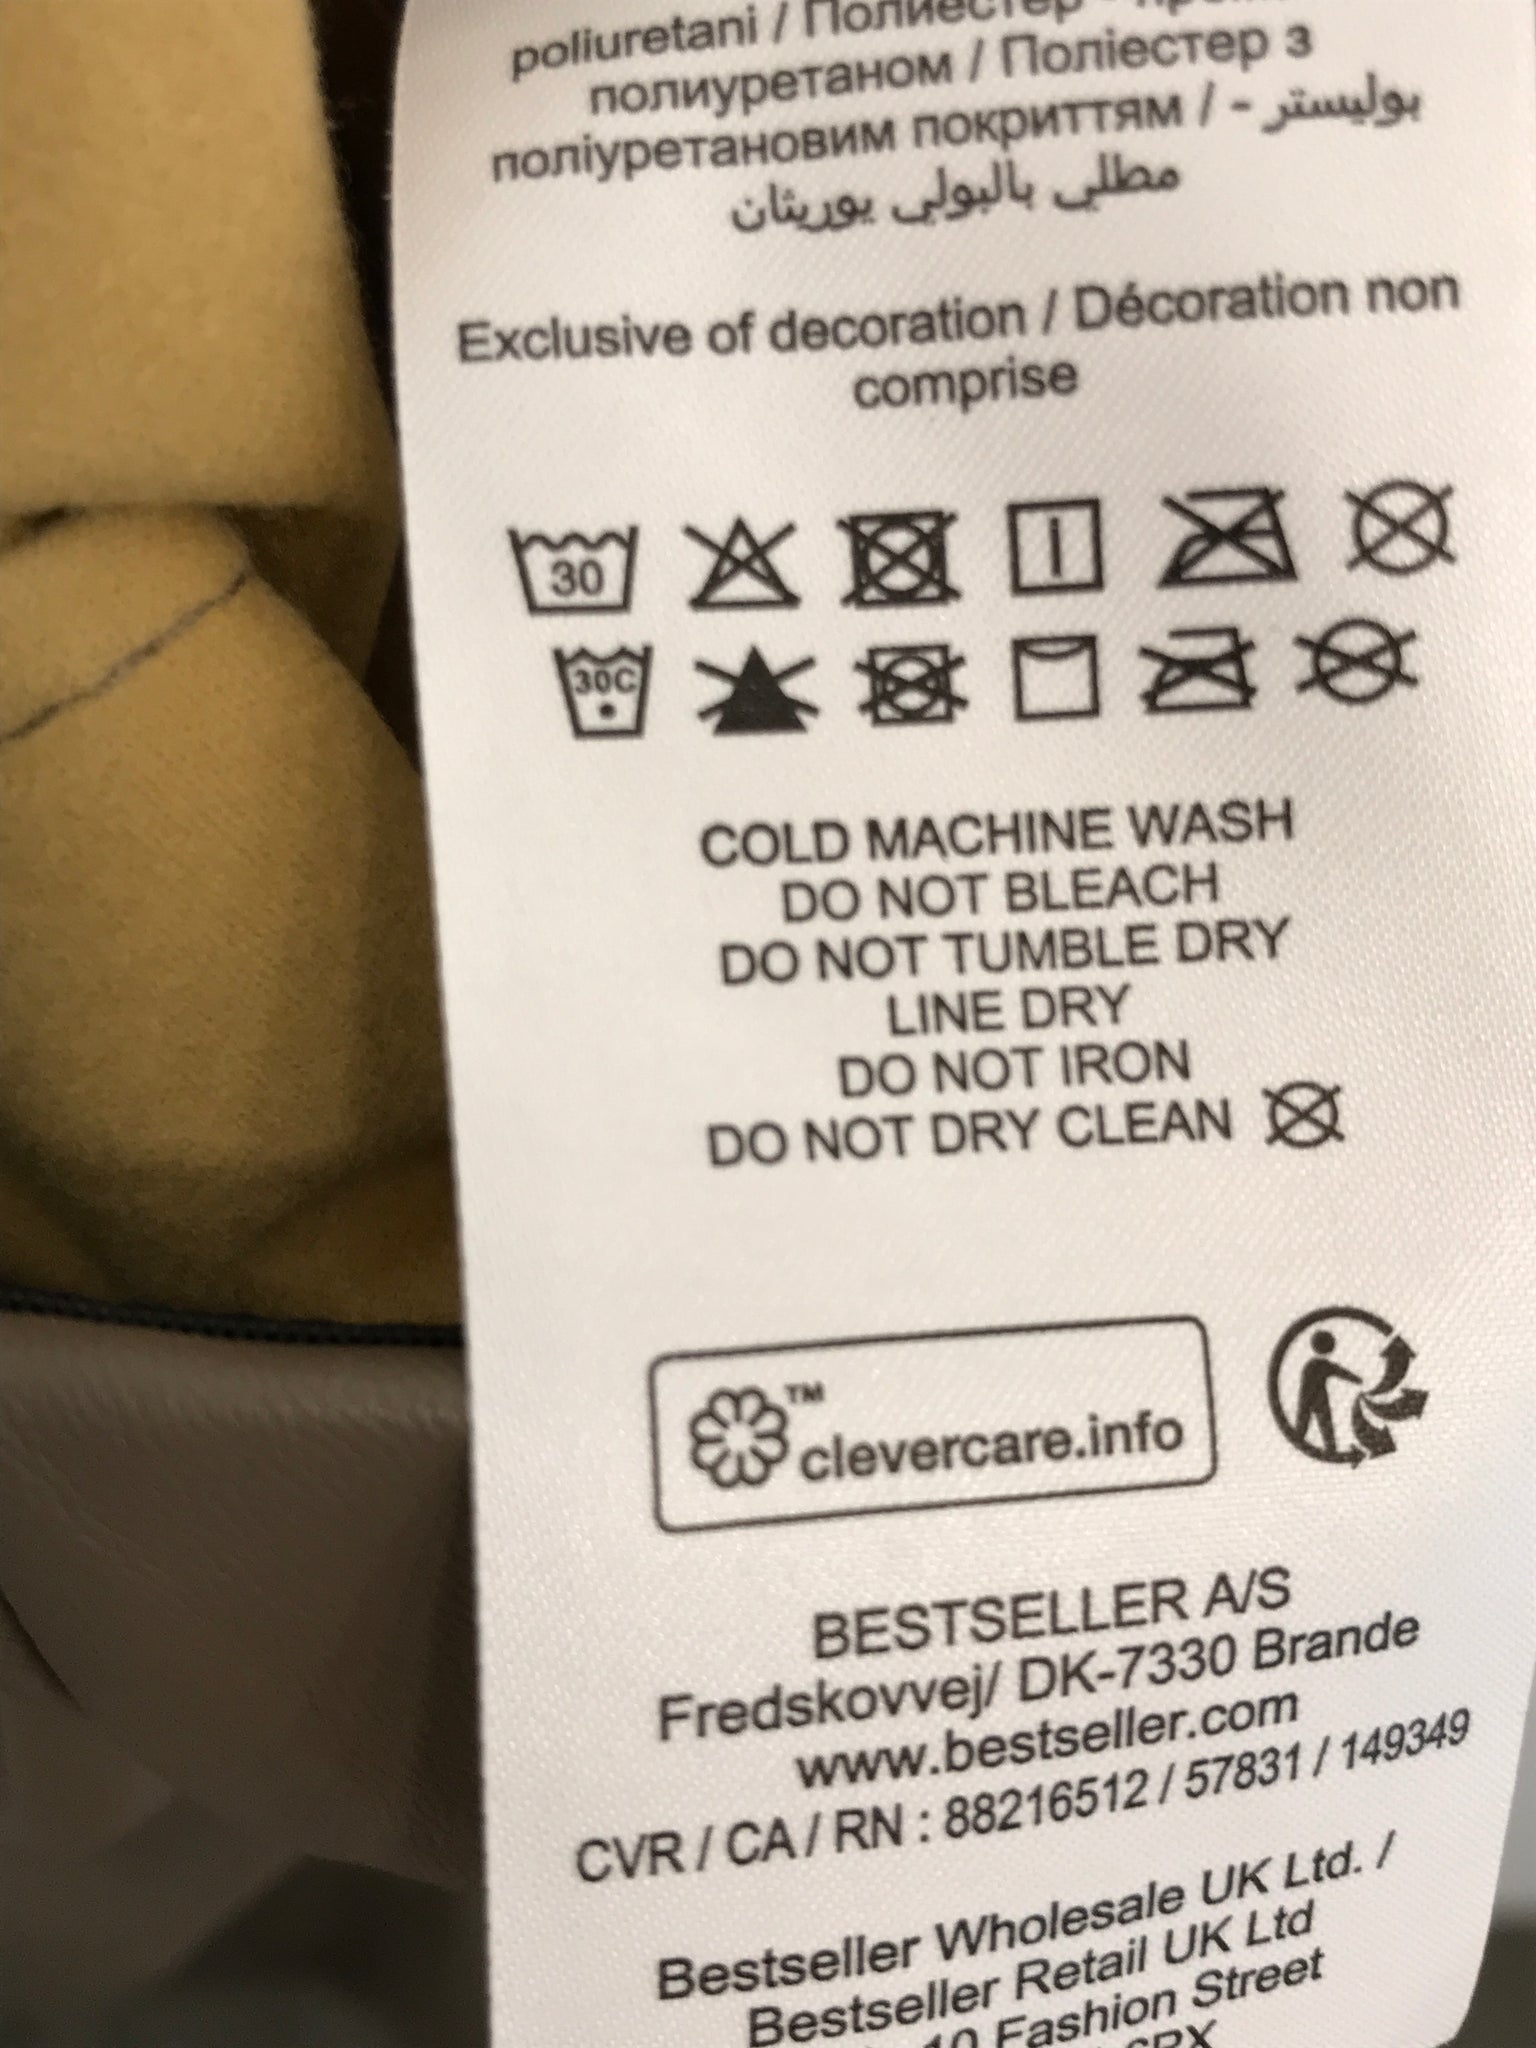 poliuretani / Полиестер -
полиуретаном / Поліестер з
поліуретановим покриттям / - بوليستر
مطلي بالبولي يوريثان
Exclusive of decoration / Décoration non
comprise
30
30C
COLD MACHINE WASH
DO NOT BLEACH
DO NOT TUMBLE DRY
LINE DRY
DO NOT IRON
DO NOT DRY CLEAN
™
clevercare.info
BESTSELLER A/S
Fredskovvej/ DK-7330 Brande
www.bestseller.com
CVR / CA / RN : 88216512 / 57831 / 149349
Bestseller Wholesale UK Ltd. /
Bestseller Retail UK Ltd
10 Fashion Street